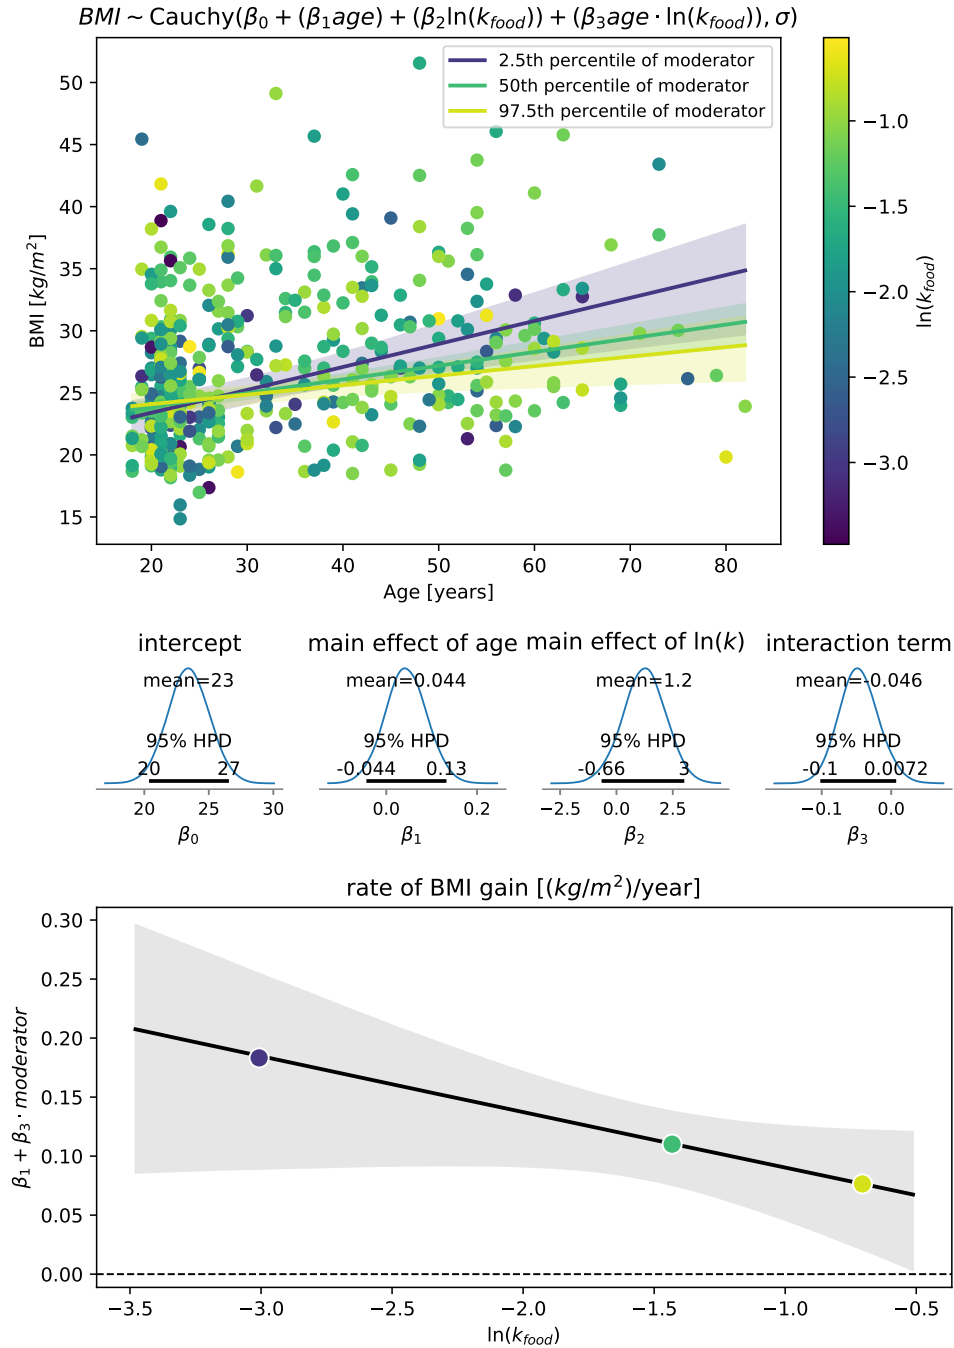 BMI ~ Cauchy(β₀ + (β₁age) + (β₂ln(k_food)) + (β₃age · ln(k_food)), σ)
2.5th percentile of moderator
50th percentile of moderator
97.5th percentile of moderator
BMI [kg/m²]
50
45
40
35
30
25
20
15
20
30
40
50
60
70
80
Age [years]
−1.0
−1.5
−2.0
−2.5
−3.0
ln(k_food)
intercept
mean=23
95% HPD
20 27
20 25 30
β₀
main effect of age
mean=0.044
95% HPD
-0.044 0.13
0.0 0.2
β₁
main effect of ln(k)
mean=1.2
95% HPD
-0.66 3
−2.5 0.0 2.5
β₂
interaction term
mean=-0.046
95% HPD
-0.1 0.0072
−0.1 0.0
β₃
rate of BMI gain [(kg/m²)/year]
β₁ + β₃ · moderator
0.30
0.25
0.20
0.15
0.10
0.05
0.00
−3.5 −3.0 −2.5 −2.0 −1.5 −1.0 −0.5
ln(k_food)